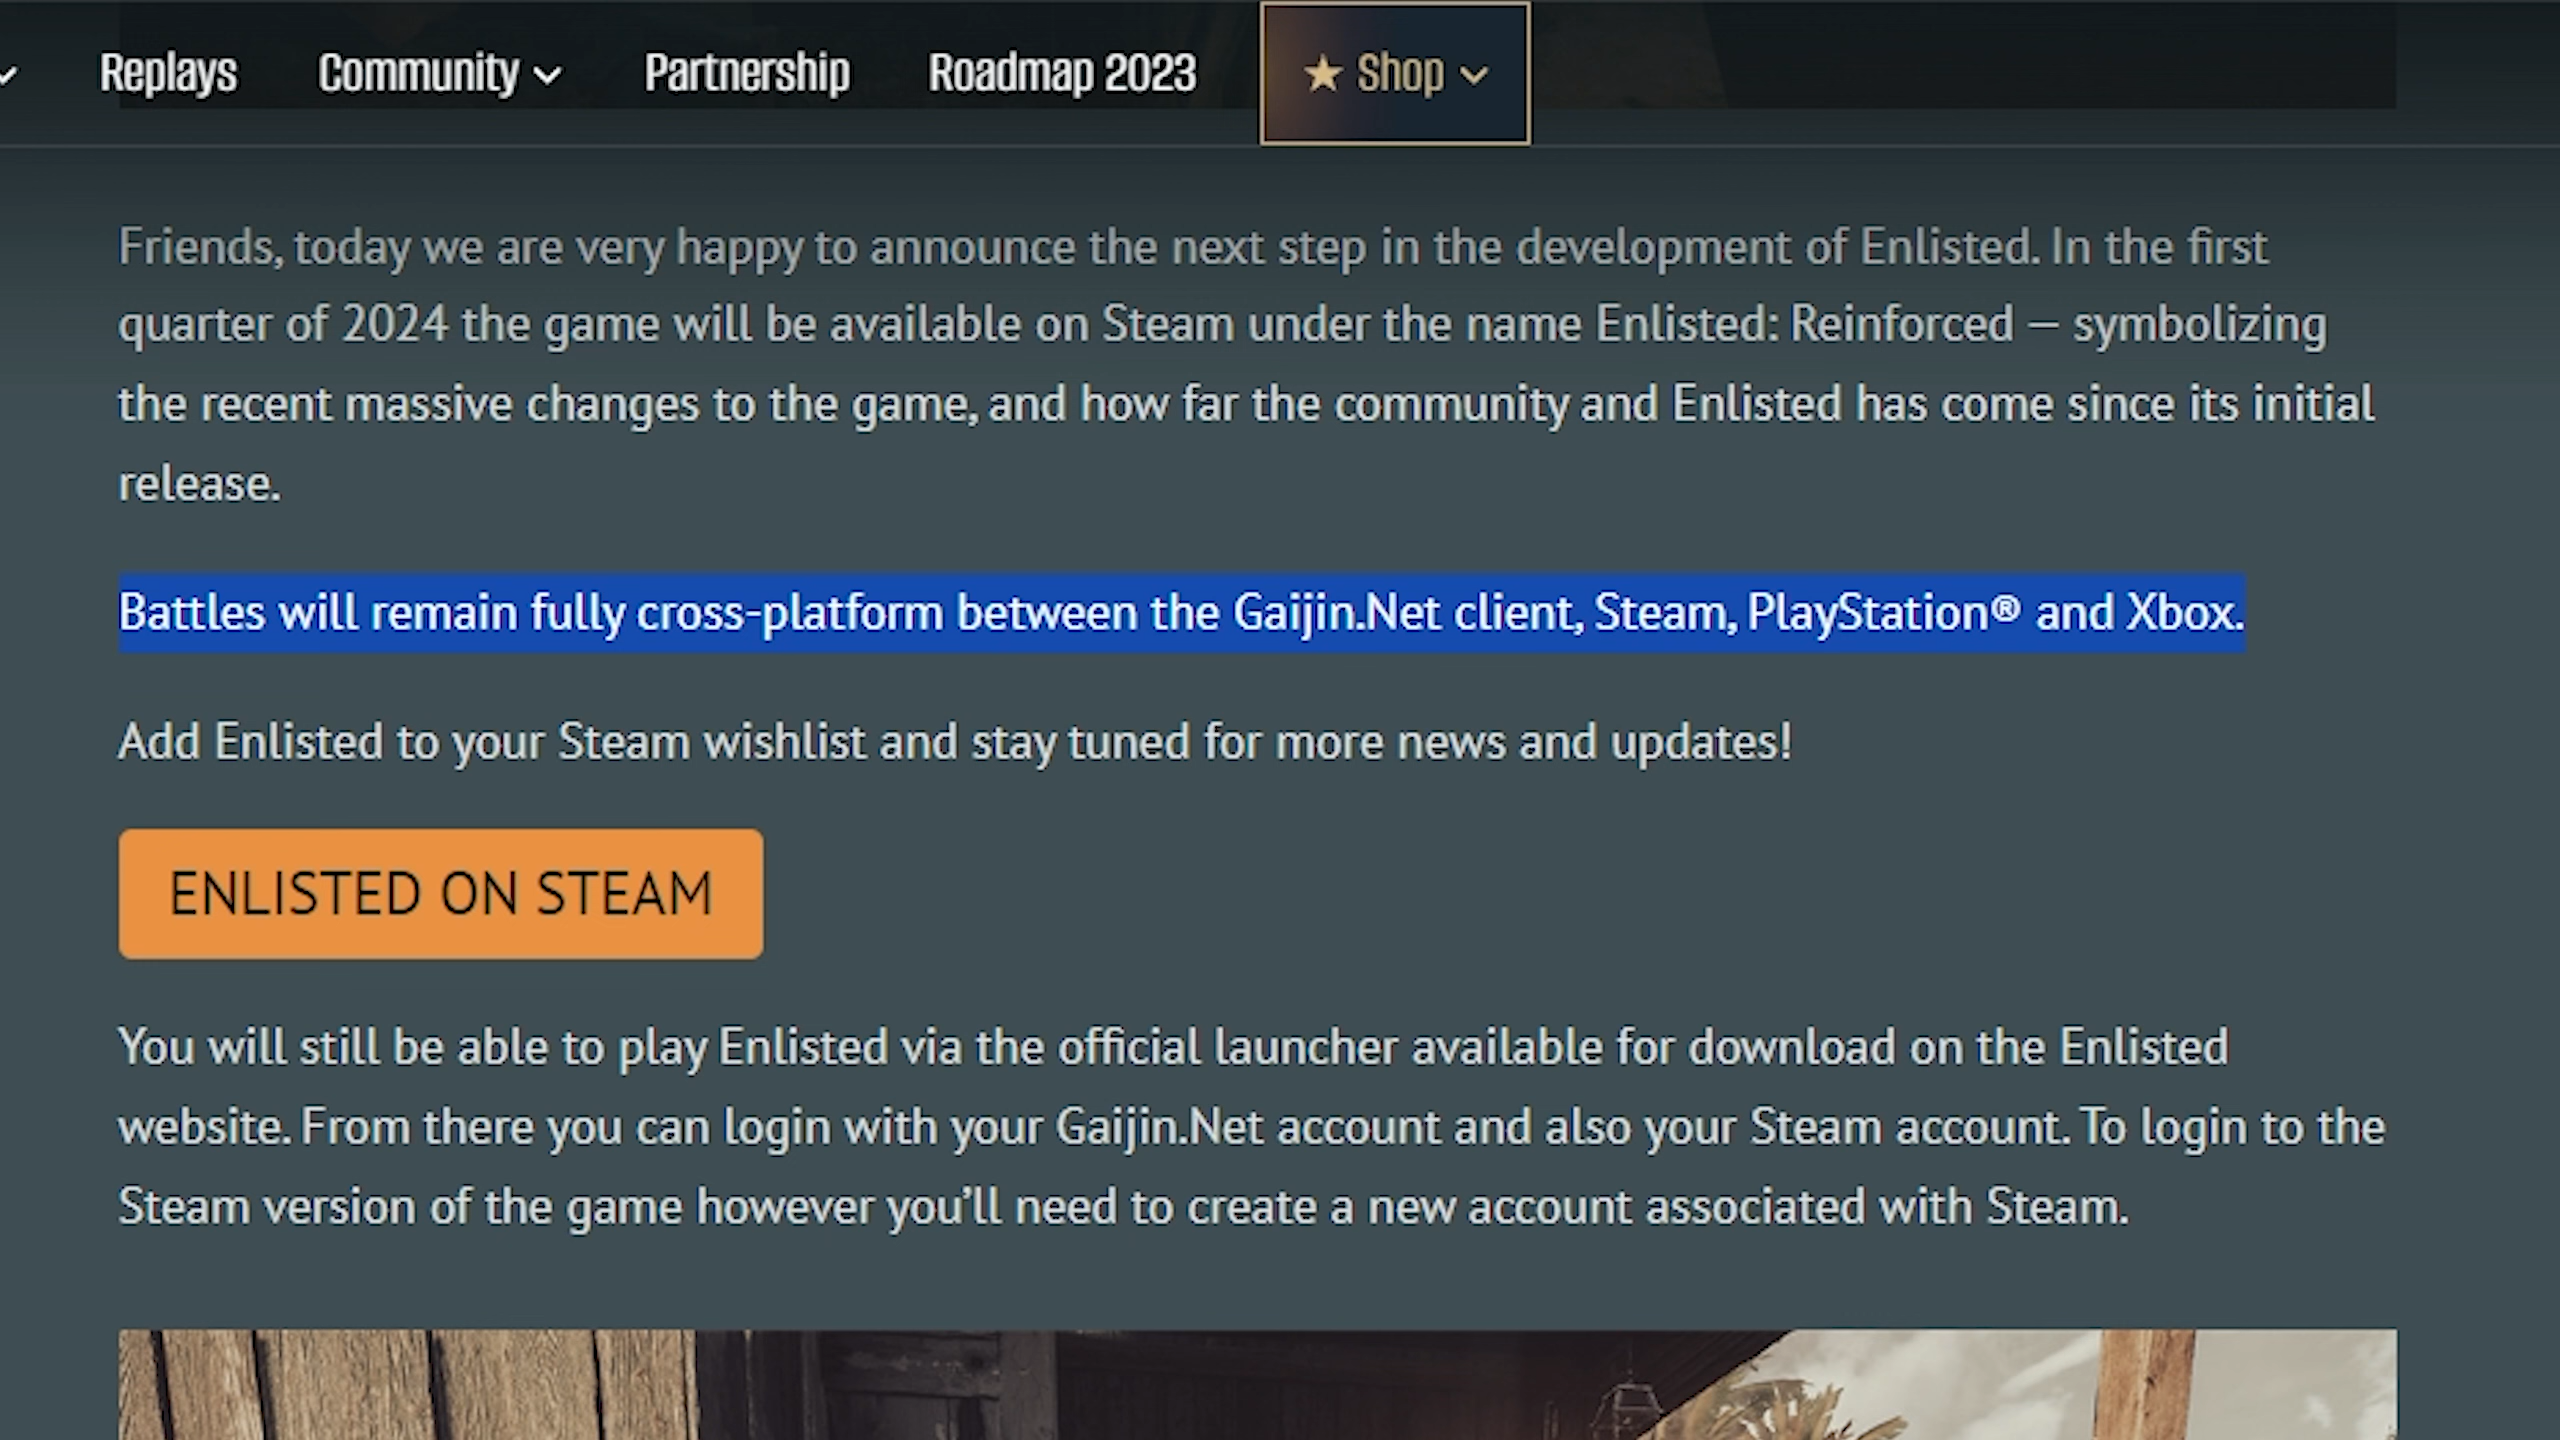 Replays Community Partnership Roadmap 2023 ★ Shop
Friends, today we are very happy to announce the next step in the development of Enlisted. In the first
quarter of 2024 the game will be available on Steam under the name Enlisted: Reinforced — symbolizing
the recent massive changes to the game, and how far the community and Enlisted has come since its initial
release.
Battles will remain fully cross-platform between the Gaijin.Net client, Steam, PlayStation® and Xbox.
Add Enlisted to your Steam wishlist and stay tuned for more news and updates!
ENLISTED ON STEAM
You will still be able to play Enlisted via the official launcher available for download on the Enlisted
website. From there you can login with your Gaijin.Net account and also your Steam account. To login to the
Steam version of the game however you’ll need to create a new account associated with Steam.